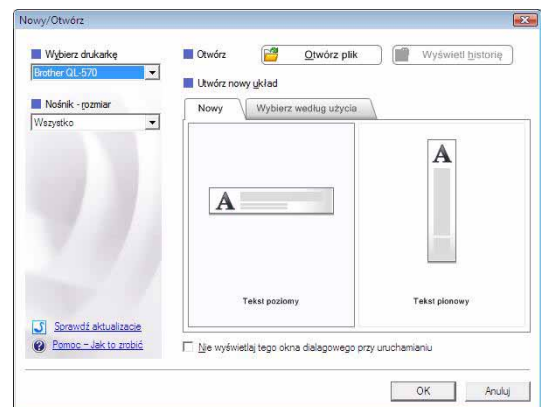 Nowy/Otwórz
Wybierz drukarkę
Brother QL-570
Nośnik - rozmiar
Wszystko
Sprawdź aktualizacje
Pomoc - Jak to zrobić
Otwórz
Otwórz plik
Wyświetl historię
Utwórz nowy układ
Nowy
Wybierz według użycia
A
Tekst poziomy
A
Tekst pionowy
Nie wyświetlaj tego okna dialogowego przy uruchamianiu
OK
Anuluj